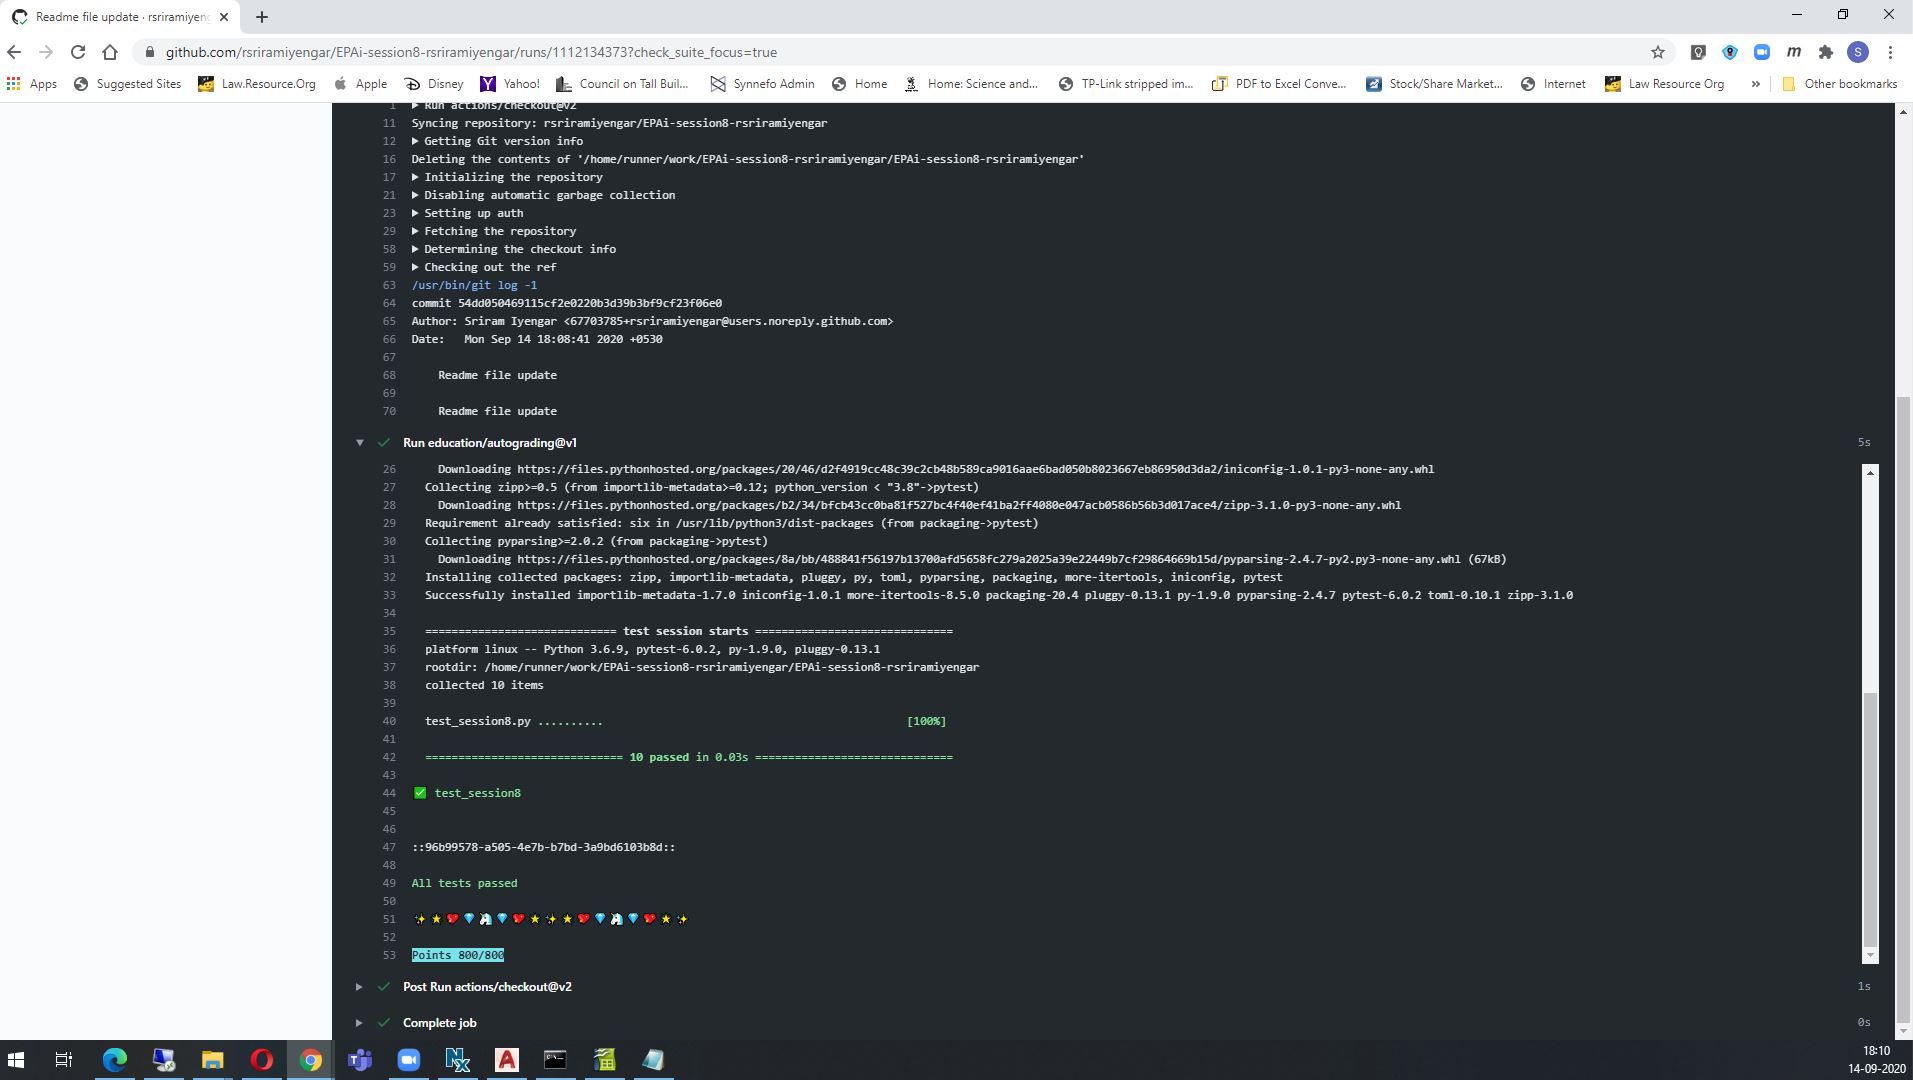 Readme file update · rsriramiyeng
github.com/rsriramiyengar/EPAi-session8-rsriramiyengar/runs/1112134373?check_suite_focus=true
Apps Suggested Sites Law.Resource.Org Apple Disney Yahoo! Council on Tall Buil... Synnefo Admin Home Home: Science and... TP-Link stripped im... PDF to Excel Conve... Stock/Share Market... Internet Law Resource Org » Other bookmarks
1 Run actions/checkout@v2
11 Syncing repository: rsriramiyengar/EPAi-session8-rsriramiyengar
12 Getting Git version info
16 Deleting the contents of '/home/runner/work/EPAi-session8-rsriramiyengar/EPAi-session8-rsriramiyengar'
17 Initializing the repository
21 Disabling automatic garbage collection
23 Setting up auth
29 Fetching the repository
58 Determining the checkout info
59 Checking out the ref
63 /usr/bin/git log -1
64 commit 54dd050469115cf2e0220b3d39b3bf9cf23f06e0
65 Author: Sriram Iyengar <67703785+rsriramiyengar@users.noreply.github.com>
66 Date: Mon Sep 14 18:08:41 2020 +0530
67
68 Readme file update
69
70 Readme file update
Run education/autograding@v1 5s
26 Downloading https://files.pythonhosted.org/packages/20/46/d2f4919cc48c39c2cb48b589ca9016aae6bad050b8023667eb86950d3da2/iniconfig-1.0.1-py3-none-any.whl
27 Collecting zipp>=0.5 (from importlib-metadata>=0.12; python_version < "3.8"->pytest)
28 Downloading https://files.pythonhosted.org/packages/b2/34/bfcb43cc0ba81f527bc4f40ef41ba2ff4080e047acb0586b56b3d017ace4/zipp-3.1.0-py3-none-any.whl
29 Requirement already satisfied: six in /usr/lib/python3/dist-packages (from packaging->pytest)
30 Collecting pyparsing>=2.0.2 (from packaging->pytest)
31 Downloading https://files.pythonhosted.org/packages/8a/bb/488841f56197b13700afd5658fc279a2025a39e22449b7cf29864669b15d/pyparsing-2.4.7-py2.py3-none-any.whl (67kB)
32 Installing collected packages: zipp, importlib-metadata, pluggy, py, toml, pyparsing, packaging, more-itertools, iniconfig, pytest
33 Successfully installed importlib-metadata-1.7.0 iniconfig-1.0.1 more-itertools-8.5.0 packaging-20.4 pluggy-0.13.1 py-1.9.0 pyparsing-2.4.7 pytest-6.0.2 toml-0.10.1 zipp-3.1.0
34
35 ============================= test session starts ==============================
36 platform linux -- Python 3.6.9, pytest-6.0.2, py-1.9.0, pluggy-0.13.1
37 rootdir: /home/runner/work/EPAi-session8-rsriramiyengar/EPAi-session8-rsriramiyengar
38 collected 10 items
39
40 test_session8.py .......... [100%]
41
42 ============================== 10 passed in 0.03s ==============================
43
44 ✅ test_session8
45
46
47 ::96b99578-a505-4e7b-b7bd-3a9bd6103b8d::
48
49 All tests passed
50
51 ✨🌟💖💎🦄💎💖🌟✨🌟💖💎🦄💎💖🌟✨
52
53 Points 800/800
Post Run actions/checkout@v2 1s
Complete job 0s
18:10
14-09-2020